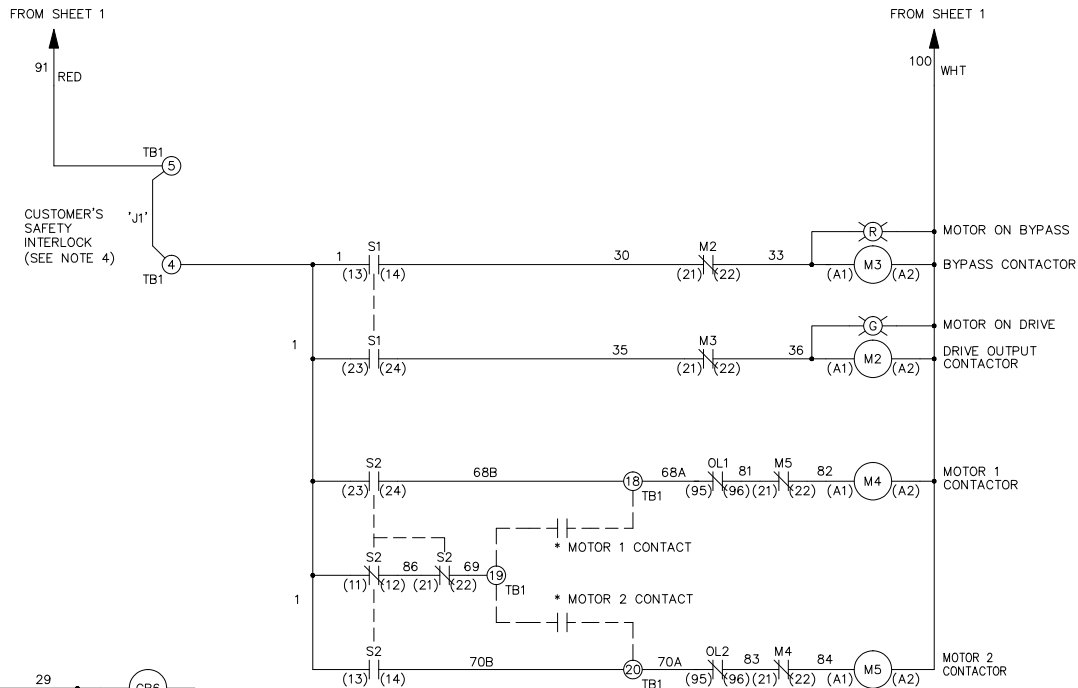 FROM SHEET 1
FROM SHEET 1
91
RED
100
WHT
TB1
5
CUSTOMER'S
SAFETY
INTERLOCK
(SEE NOTE 4)
'J1'
4
TB1
1
S1
(13)
(14)
30
M2
(21)
(22)
33
R
MOTOR ON BYPASS
(A1)
M3
(A2)
BYPASS CONTACTOR
1
S1
(23)
(24)
35
M3
(21)
(22)
36
G
MOTOR ON DRIVE
(A1)
M2
(A2)
DRIVE OUTPUT
CONTACTOR
S2
(23)
(24)
68B
18
TB1
68A
OL1
(95)
(96)
81
M5
(21)
(22)
82
(A1)
M4
(A2)
MOTOR 1
CONTACTOR
* MOTOR 1 CONTACT
S2
(11)
(12)
86
S2
(21)
(22)
69
19
TB1
* MOTOR 2 CONTACT
1
S2
(13)
(14)
70B
20
TB1
70A
OL2
(95)
(96)
83
M4
(21)
(22)
84
(A1)
M5
(A2)
MOTOR 2
CONTACTOR
29